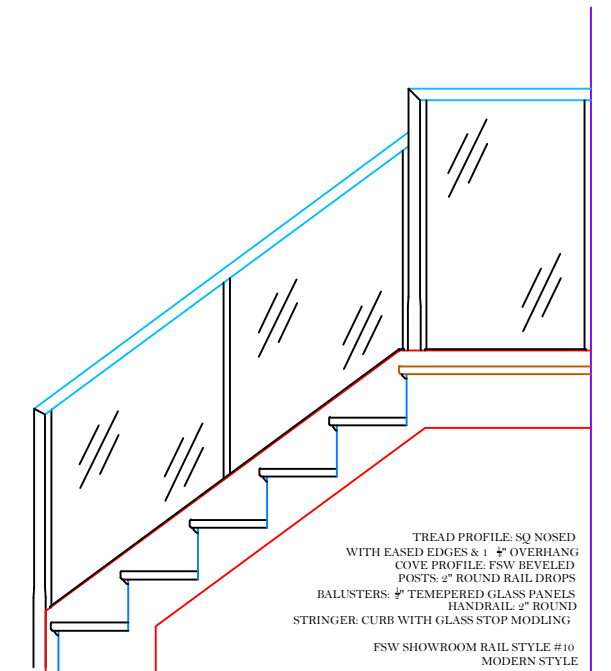 TREAD PROFILE: SQ NOSED
WITH EASED EDGES & 1 ¼" OVERHANG
COVE PROFILE: FSW BEVELED
POSTS: 2" ROUND RAIL DROPS
BALUSTERS: ½" TEMEPERED GLASS PANELS
HANDRAIL: 2" ROUND
STRINGER: CURB WITH GLASS STOP MODLING
FSW SHOWROOM RAIL STYLE #10
MODERN STYLE